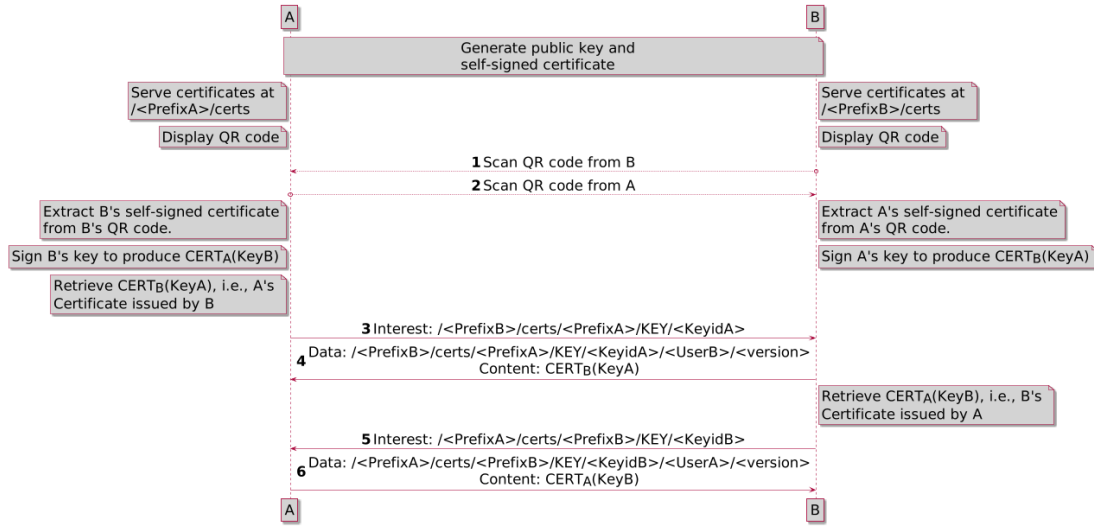 A B
Generate public key and
self-signed certificate
Serve certificates at
/<PrefixA>/certs
Serve certificates at
/<PrefixB>/certs
Display QR code
Display QR code
1 Scan QR code from B
2 Scan QR code from A
Extract B's self-signed certificate
from B's QR code.
Extract A's self-signed certificate
from A's QR code.
Sign B's key to produce CERTA(KeyB)
Sign A's key to produce CERTB(KeyA)
Retrieve CERTB(KeyA), i.e., A's
Certificate issued by B
3 Interest: /<PrefixB>/certs/<PrefixA>/KEY/<KeyidA>
4 Data: /<PrefixB>/certs/<PrefixA>/KEY/<KeyidA>/<UserB>/<version>
Content: CERTB(KeyA)
Retrieve CERTA(KeyB), i.e., B's
Certificate issued by A
5 Interest: /<PrefixA>/certs/<PrefixB>/KEY/<KeyidB>
6 Data: /<PrefixA>/certs/<PrefixB>/KEY/<KeyidB>/<UserA>/<version>
Content: CERTA(KeyB)
A B